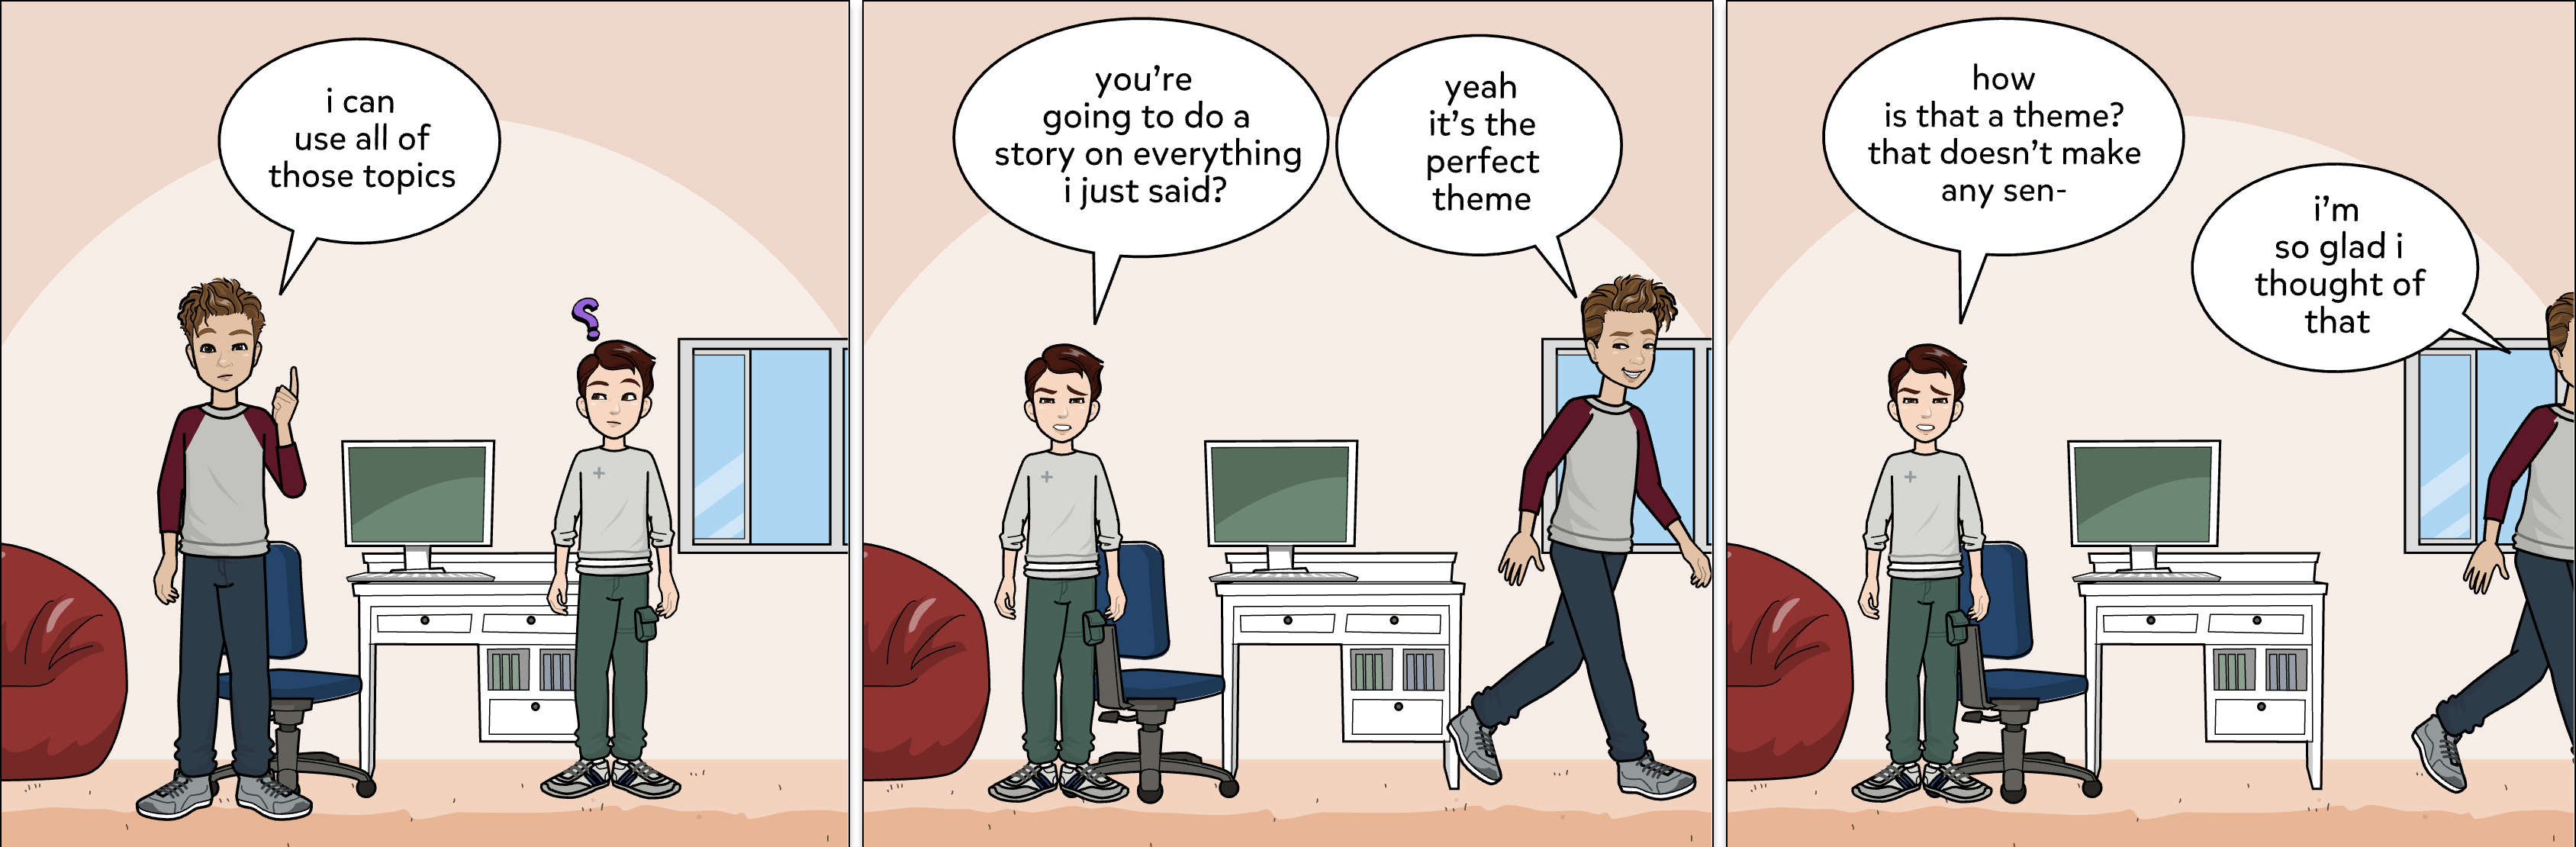 i can
use all of
those topics
?
you're
going to do a
story on everything
i just said?
yeah
it's the
perfect
theme
how
is that a theme?
that doesn't make
any sen-
i'm
so glad i
thought of
that